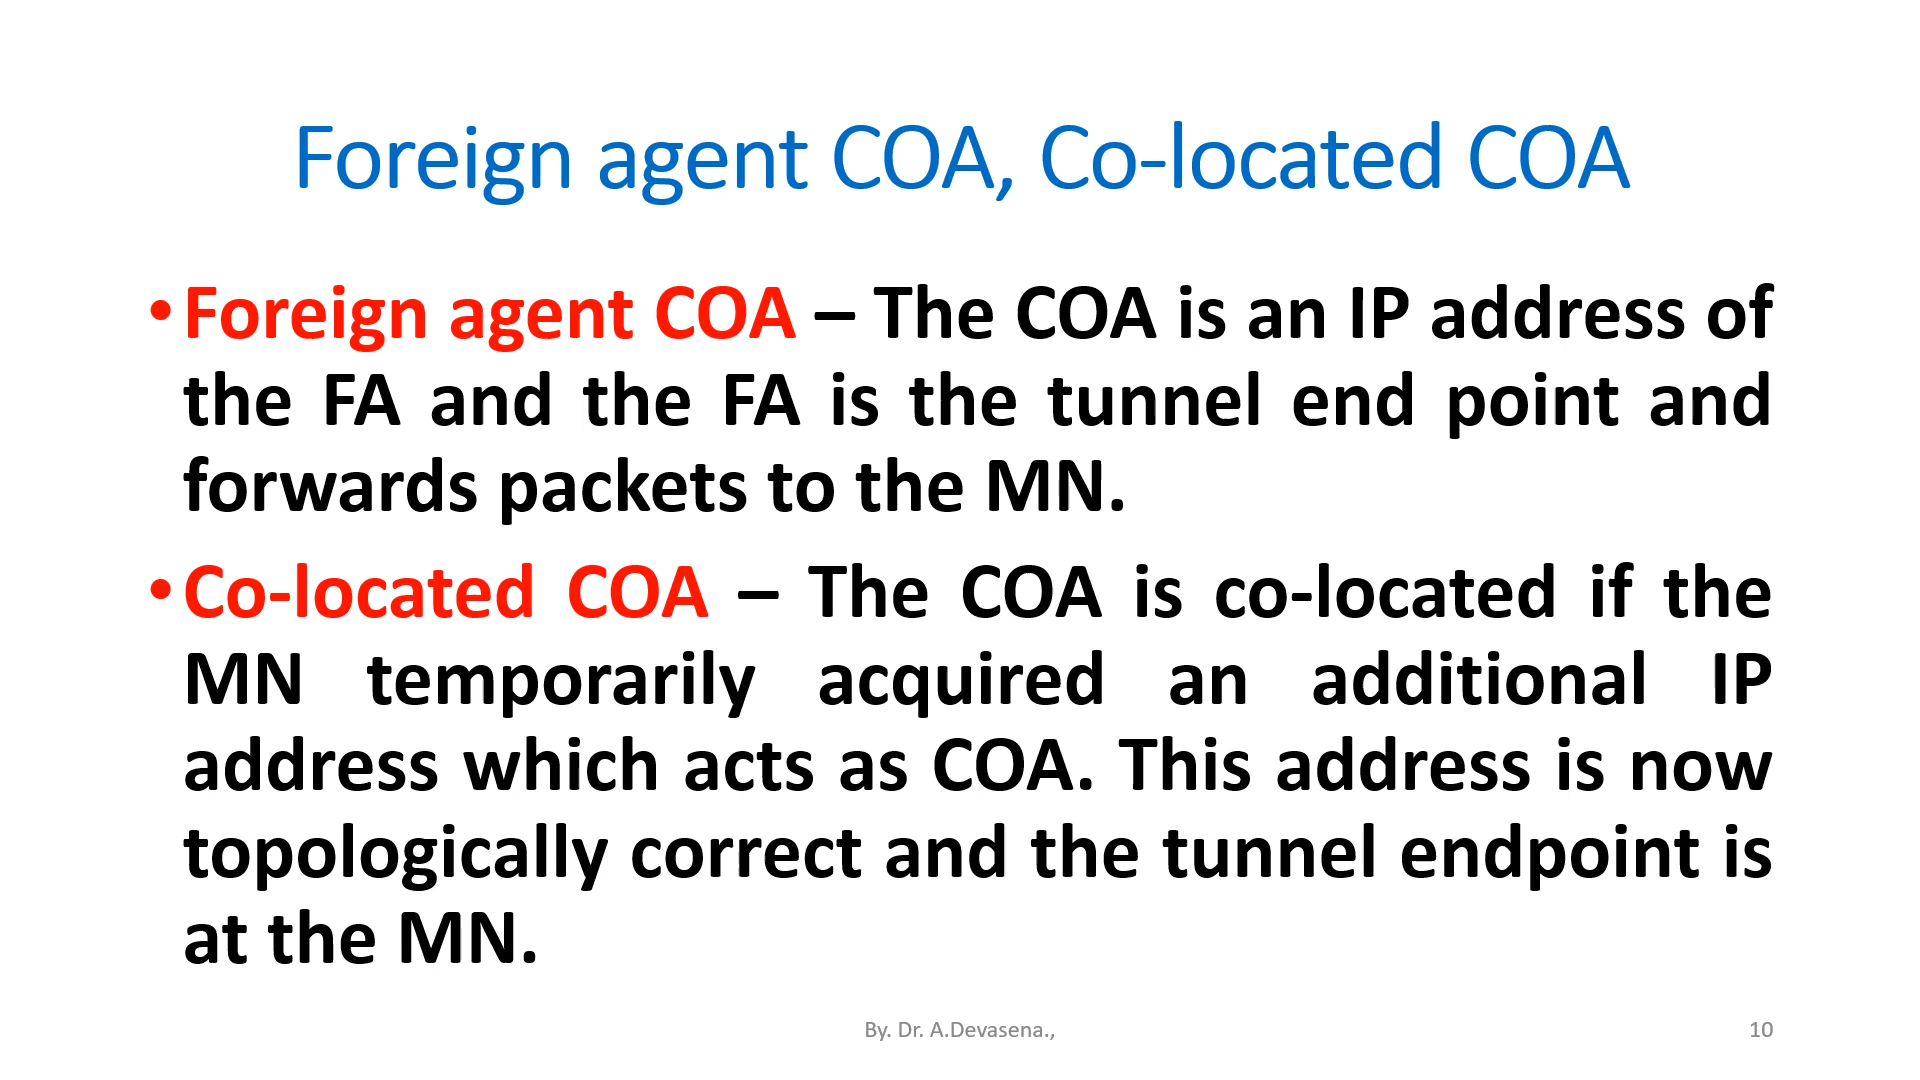 Foreign agent COA, Co-located COA
• Foreign agent COA – The COA is an IP address of
the FA and the FA is the tunnel end point and
forwards packets to the MN.
• Co-located COA – The COA is co-located if the
MN temporarily acquired an additional IP
address which acts as COA. This address is now
topologically correct and the tunnel endpoint is
at the MN.
By. Dr. A.Devasena.,
10